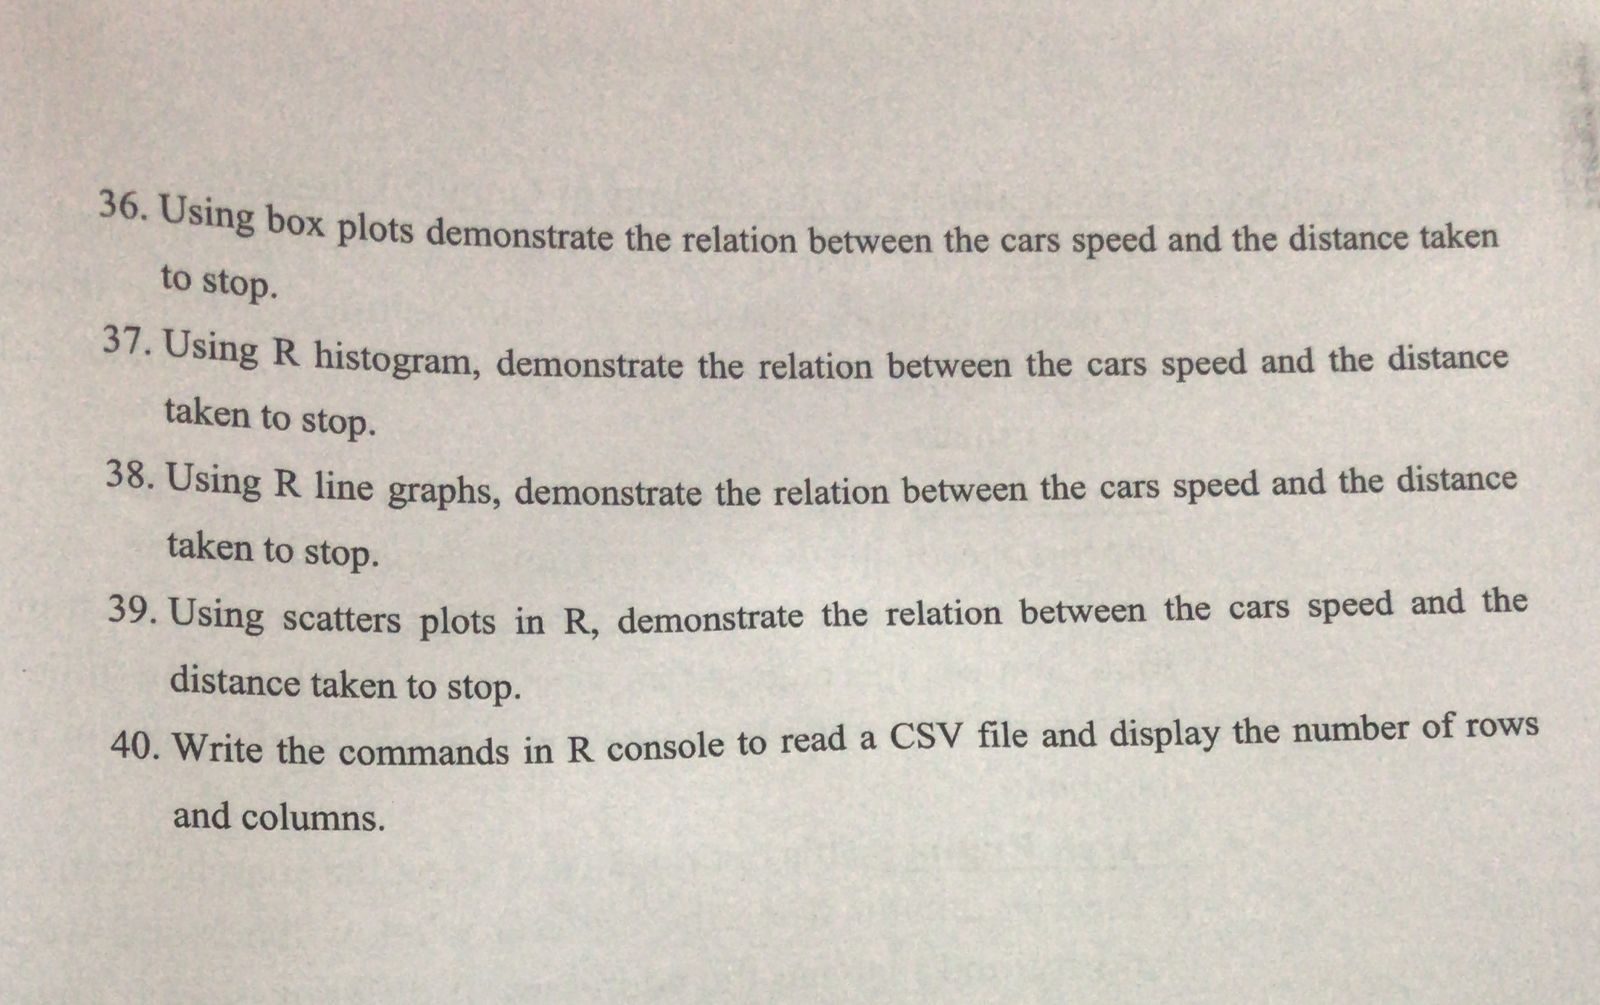 36. Using box plots demonstrate the relation between the cars speed and the distance taken
to stop.
37. Using R histogram, demonstrate the relation between the cars speed and the distance
taken to stop.
38. Using R line graphs, demonstrate the relation between the cars speed and the distance
taken to stop.
39. Using scatters plots in R, demonstrate the relation between the cars speed and the
distance taken to stop.
40. Write the commands in R console to read a CSV file and display the number of rows
and columns.